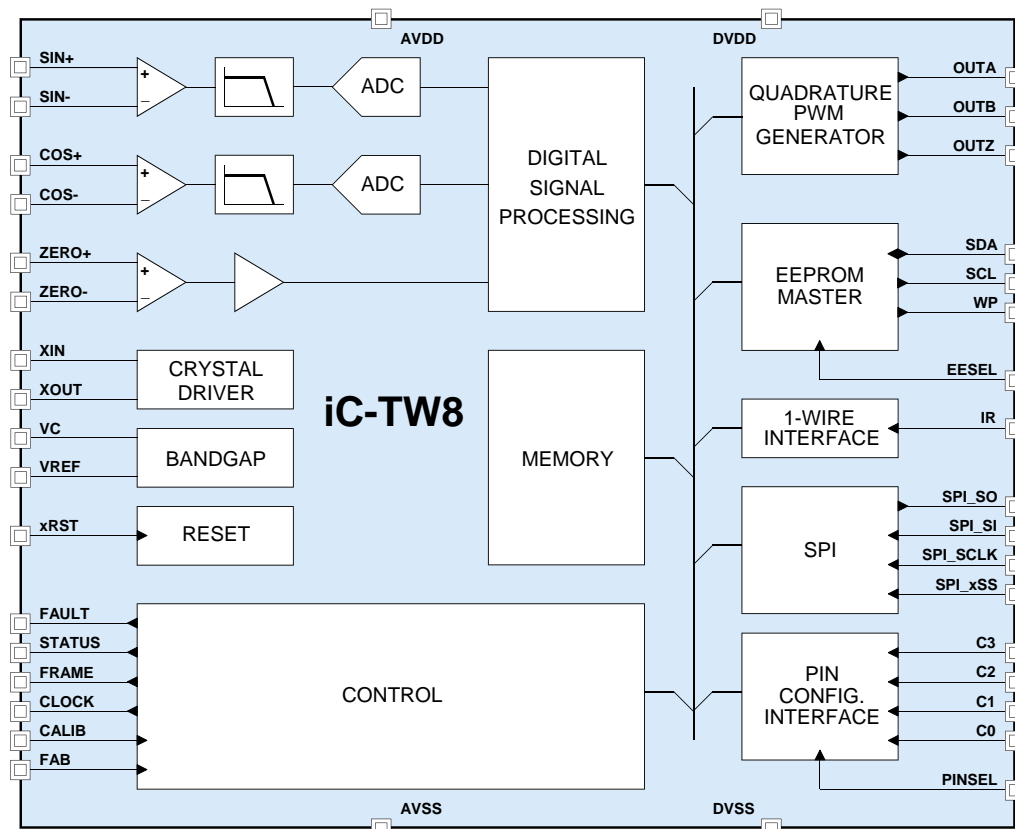 AVDD
DVDD
SIN+
SIN-
+
−
ADC
COS+
COS-
+
−
ADC
ZERO+
ZERO-
+
−
DIGITAL
SIGNAL
PROCESSING
QUADRATURE
PWM
GENERATOR
OUTA
OUTB
OUTZ
EEPROM
MASTER
SDA
SCL
WP
EESEL
XIN
XOUT
CRYSTAL
DRIVER
iC-TW8
VC
VREF
BANDGAP
MEMORY
1-WIRE
INTERFACE
IR
xRST
RESET
SPI
SPI_SO
SPI_SI
SPI_SCLK
SPI_xSS
FAULT
STATUS
FRAME
CLOCK
CALIB
FAB
CONTROL
PIN
CONFIG.
INTERFACE
C3
C2
C1
C0
PINSEL
AVSS
DVSS